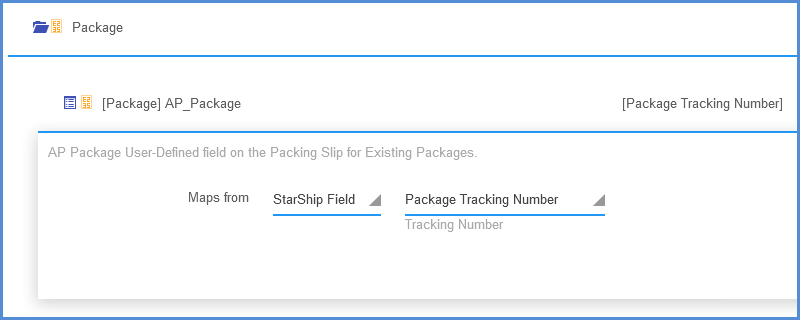 Package
[Package] AP_Package [Package Tracking Number]
AP Package User-Defined field on the Packing Slip for Existing Packages.
Maps from StarShip Field Package Tracking Number
Tracking Number